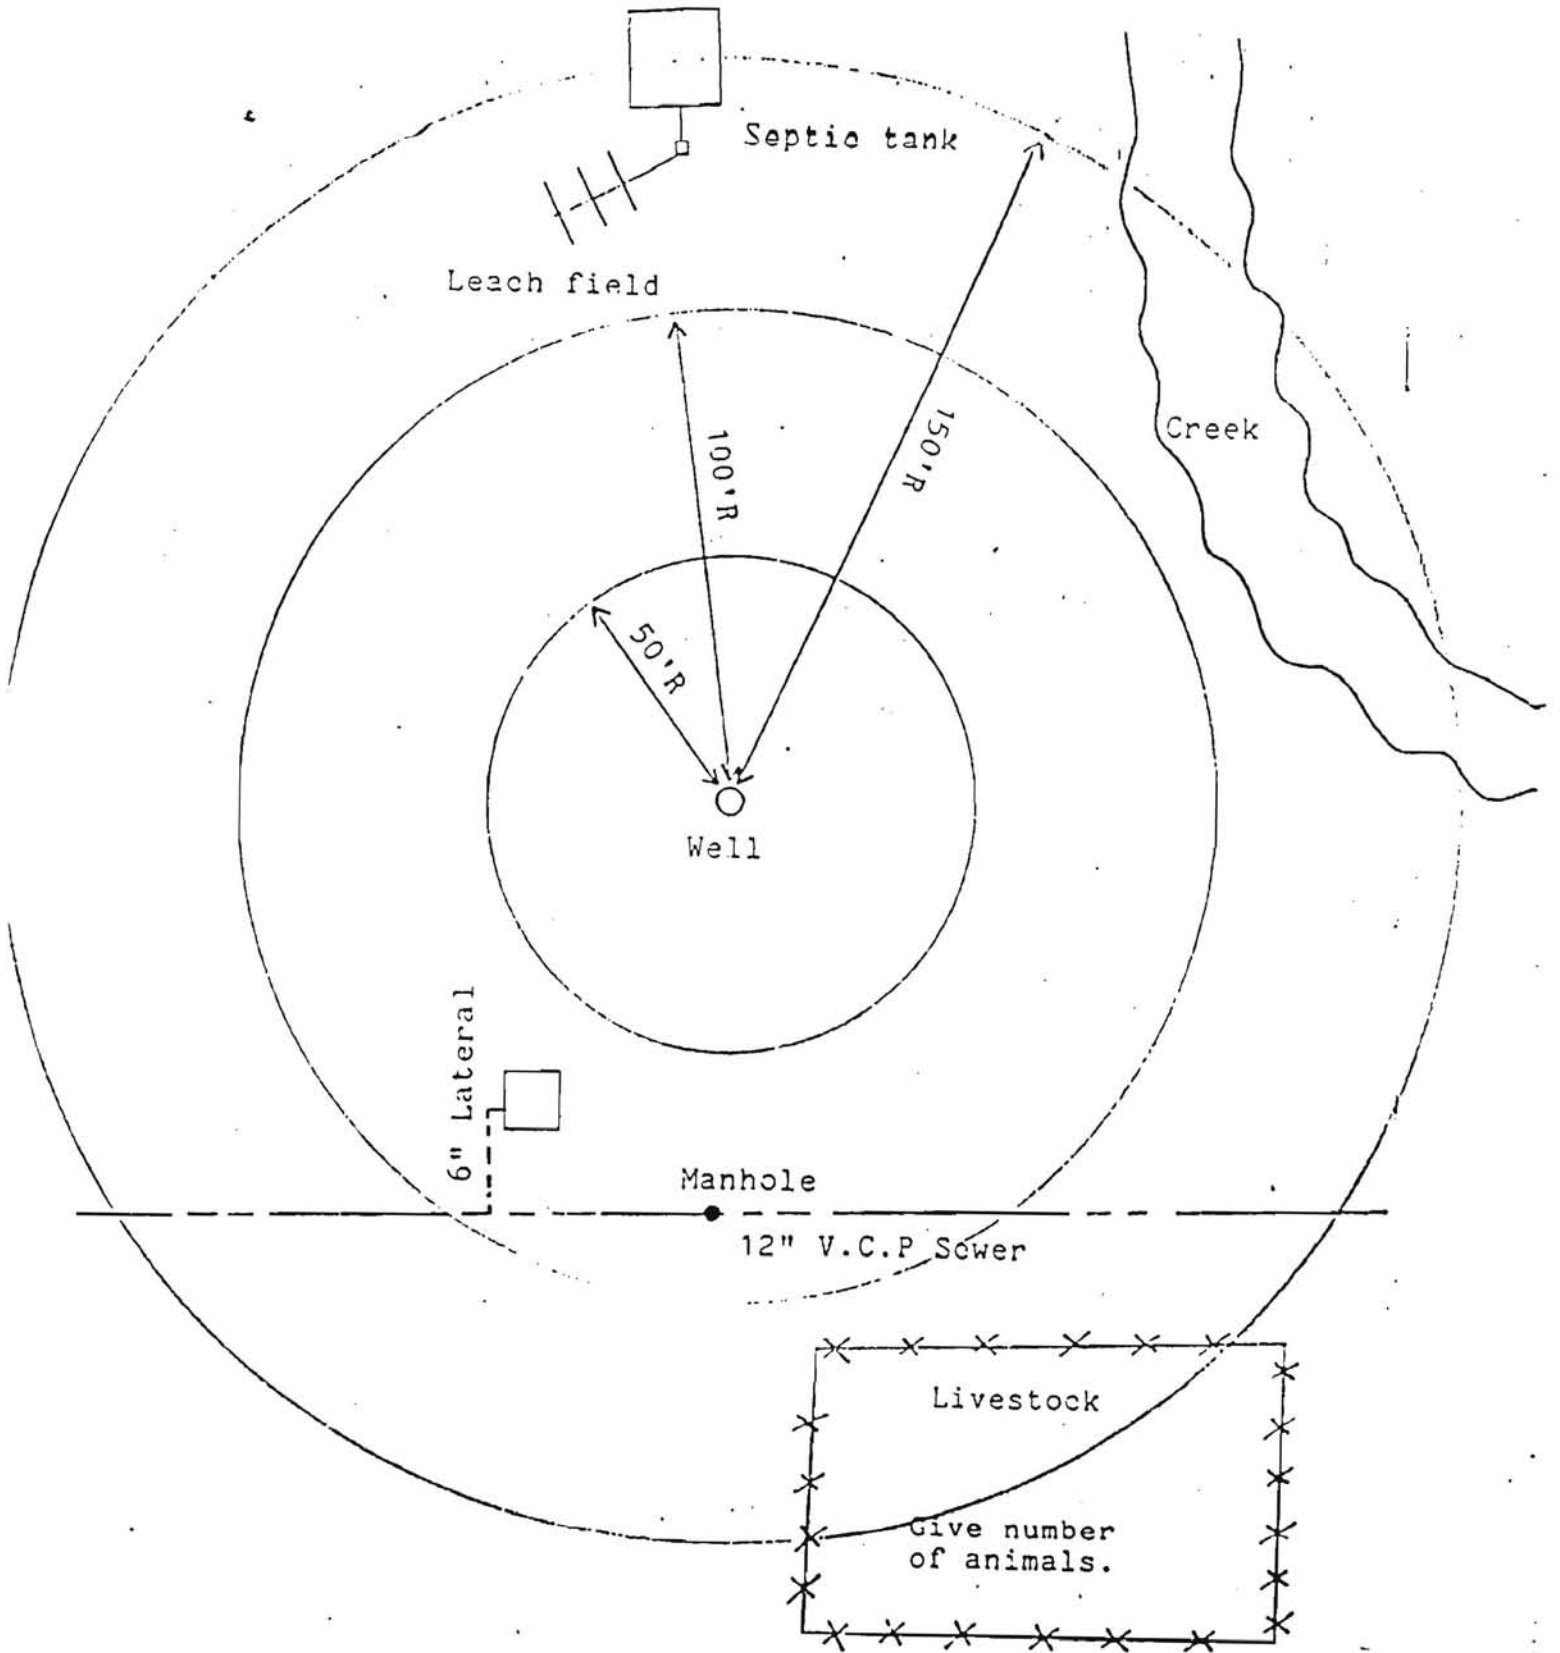 Septic tank
Leach field
100'R
150'R
Creek
50'R
Well
6" Lateral
Manhole
12" V.C.P Sewer
Livestock
Give number
of animals.